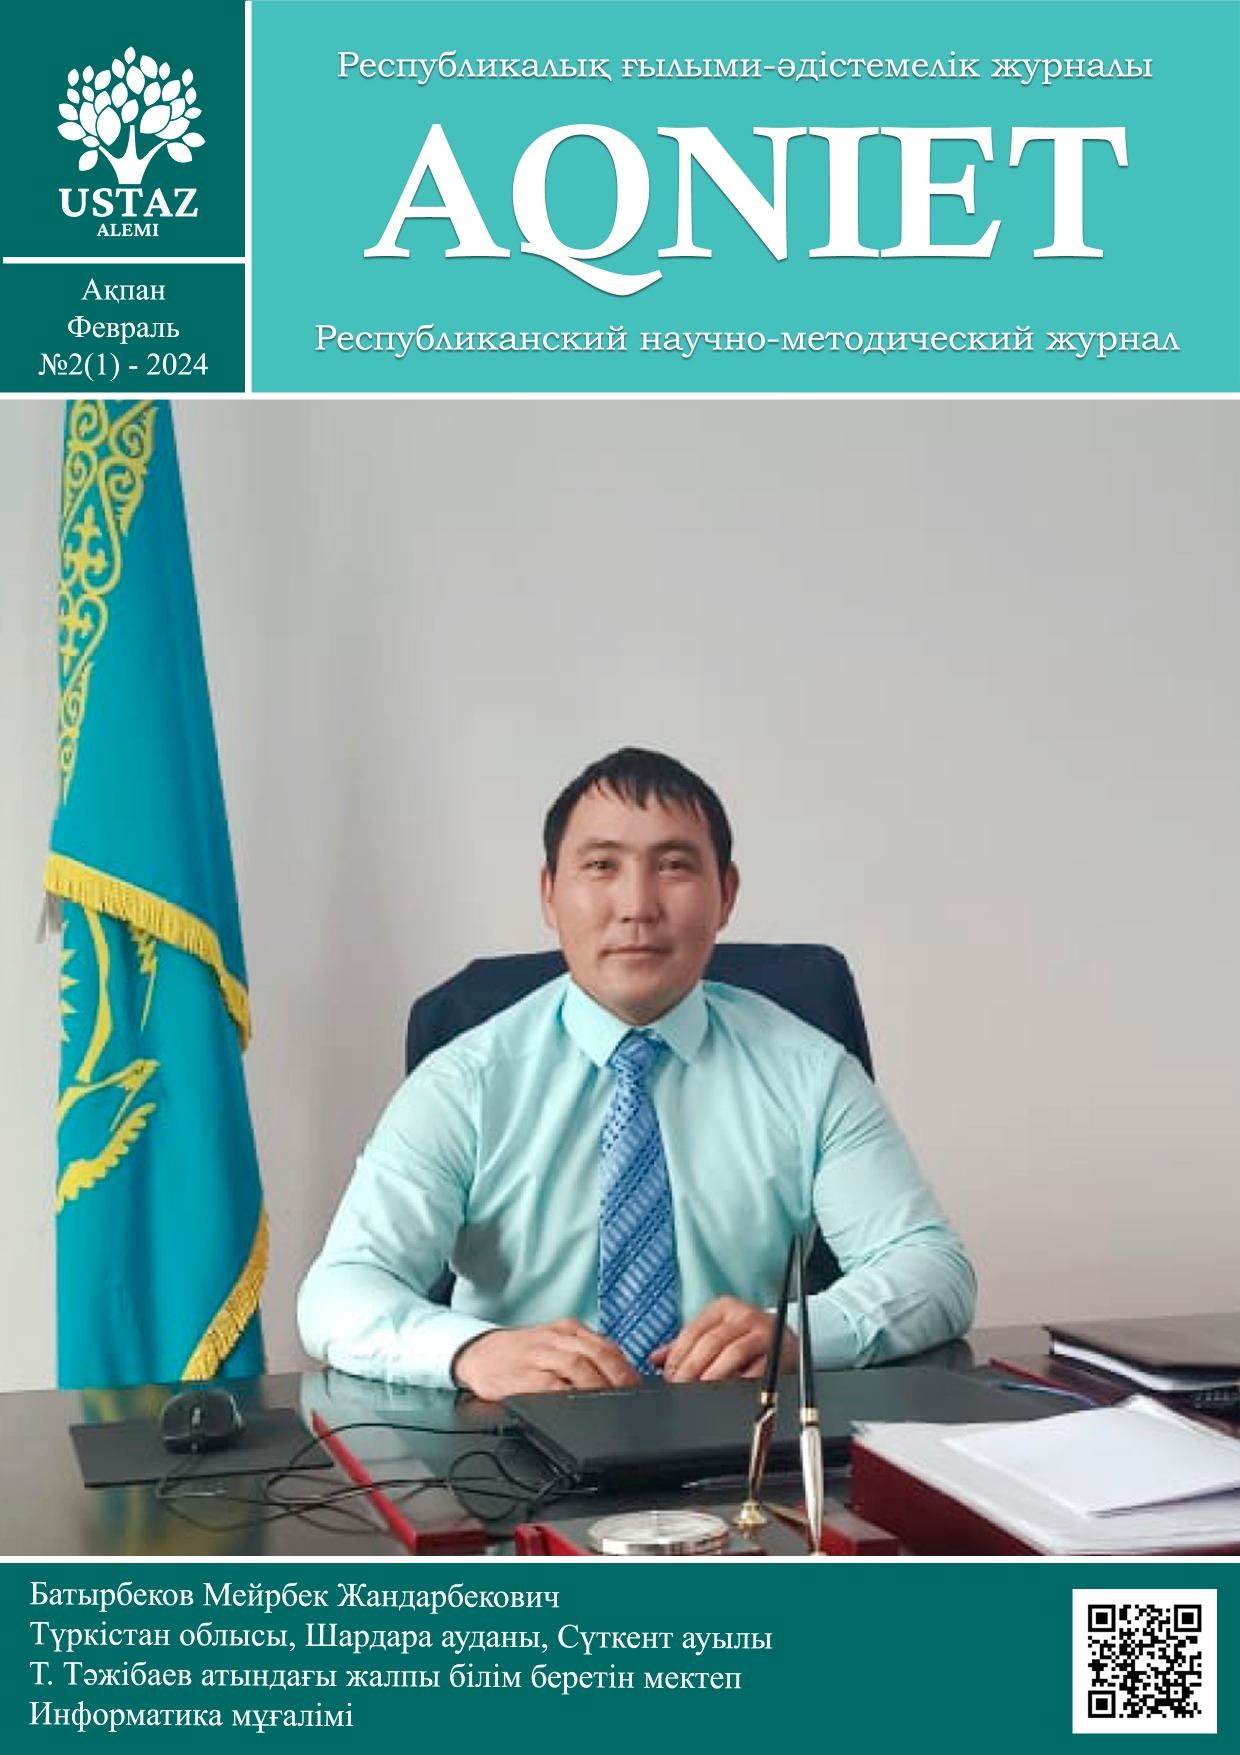 USTAZ
ALEMI
Ақпан
Февраль
№2(1) - 2024
Республикалық ғылыми-әдістемелік журналы
AQNIET
Республиканский научно-методический журнал
Батырбеков Мейрбек Жандарбекович
Түркістан облысы, Шардара ауданы, Сүткент ауылы
Т. Тәжібаев атындағы жалпы білім беретін мектеп
Информатика мұғалімі